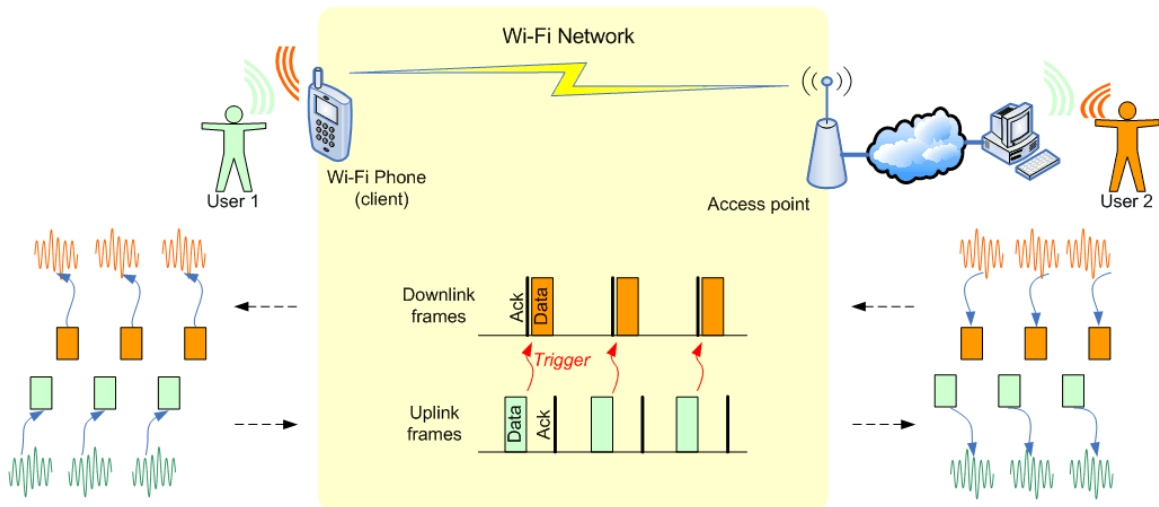 Wi-Fi Network
User 1
Wi-Fi Phone
(client)
Access point
User 2
Downlink
frames
Ack
Data
Trigger
Uplink
frames
Data
Ack